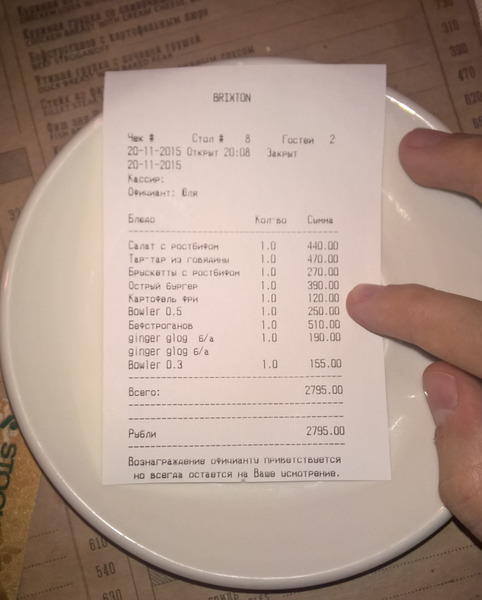 BRIXTON
Чек # Стол # 8 Гостей 2
20-11-2015 Открыт 20:08 Закрыт
20-11-2015
Кассир:
Официант: Оля
Блюдо Кол-во Сумма
Салат с ростбифом 1.0 440.00
Тар-тар из говядины 1.0 470.00
Брускетты с ростбифом 1.0 270.00
Острый бургер 1.0 390.00
Картофель фри 1.0 120.00
Bowler 0.5 1.0 250.00
Бефстроганов 1.0 510.00
ginger glog б/а 1.0 190.00
ginger glog б/а
Bowler 0.3 1.0 155.00
Всего: 2795.00
Рубли 2795.00
Вознаграждение официанту приветствуется
но всегда остается на Ваше усмотрение.
610
540
690